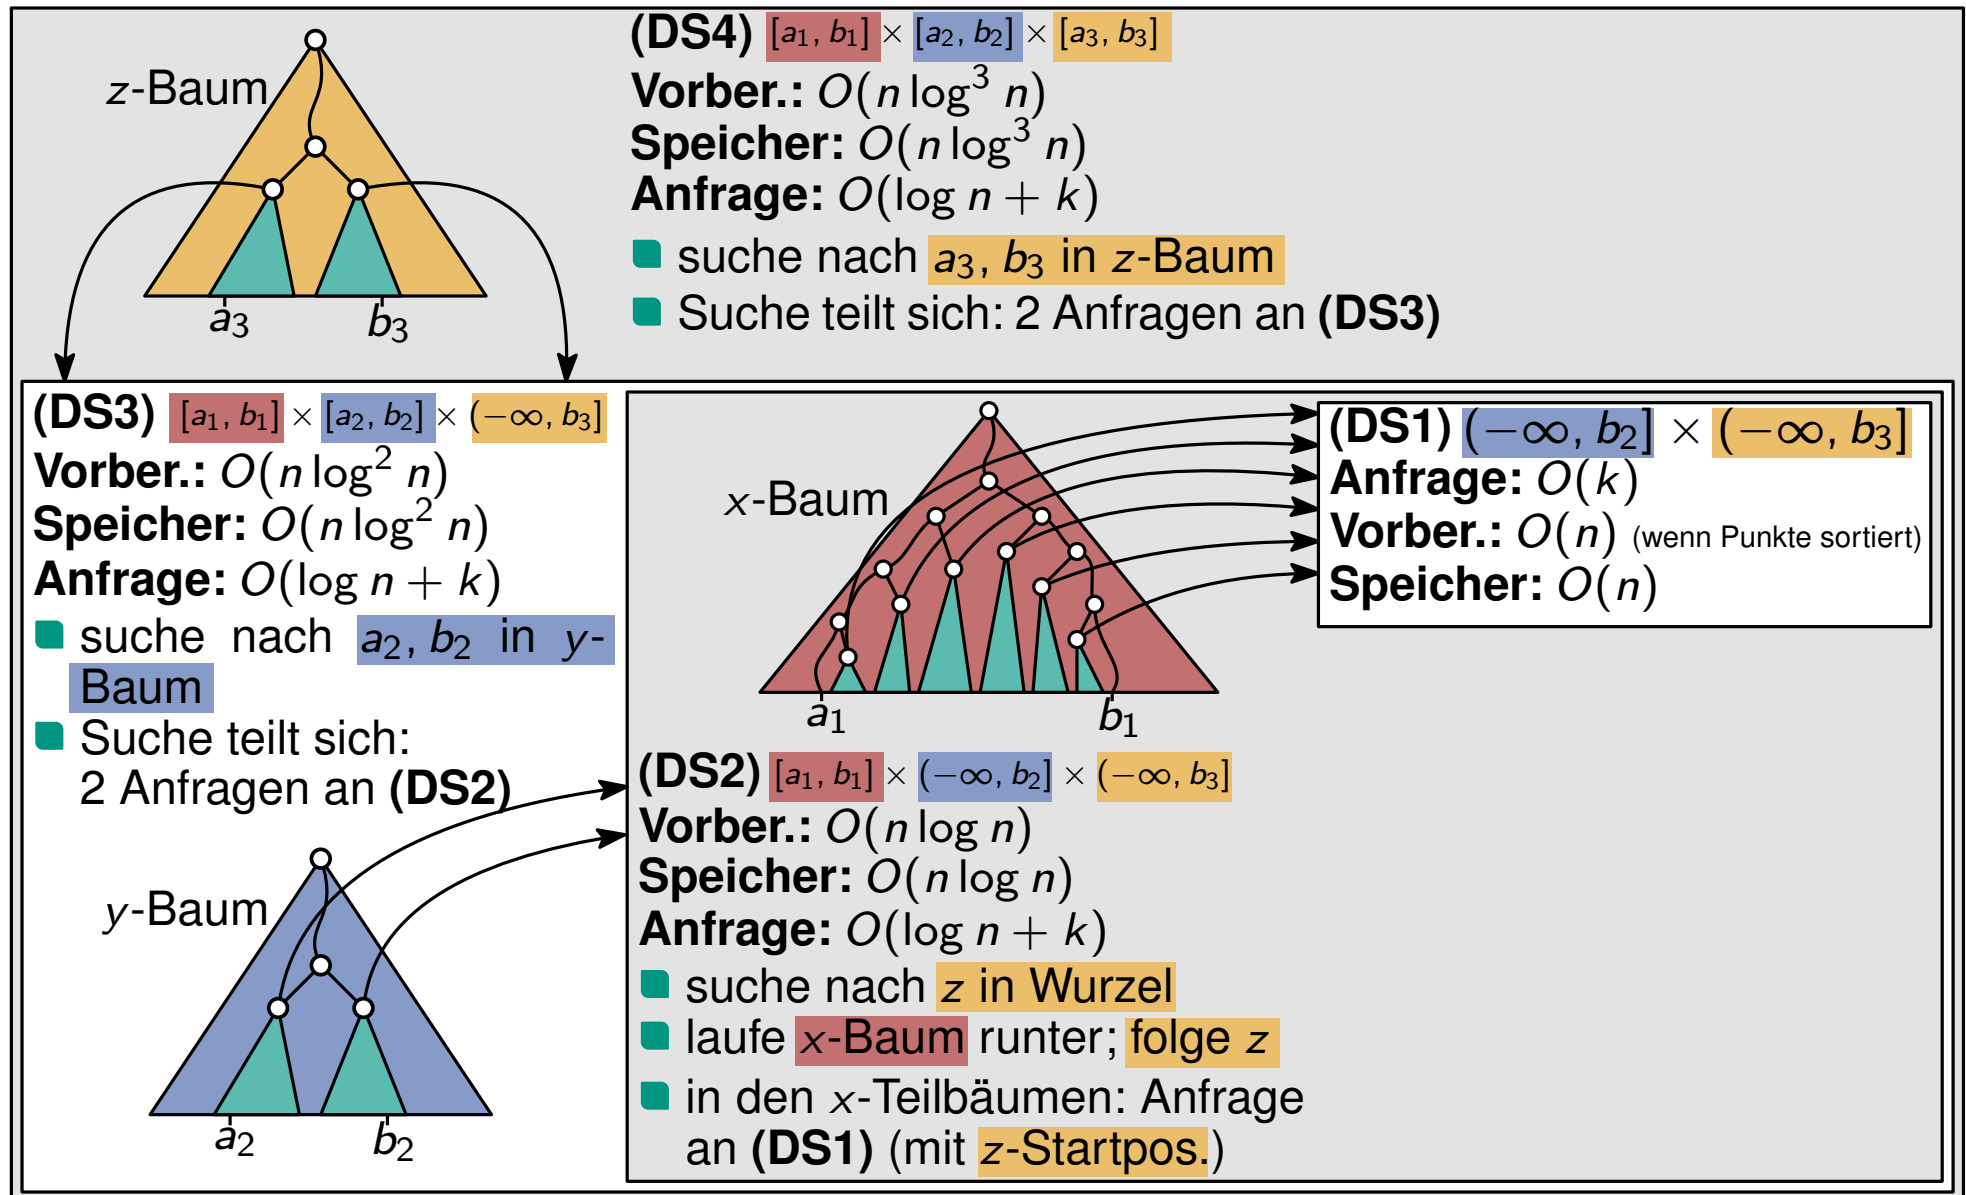 z-Baum
a₃
b₃
(DS4) [a₁, b₁] × [a₂, b₂] × [a₃, b₃]
Vorber.: O(n log³ n)
Speicher: O(n log³ n)
Anfrage: O(log n + k)
suche nach a₃, b₃ in z-Baum
Suche teilt sich: 2 Anfragen an (DS3)
(DS3) [a₁, b₁] × [a₂, b₂] × (−∞, b₃]
Vorber.: O(n log² n)
Speicher: O(n log² n)
Anfrage: O(log n + k)
suche nach a₂, b₂ in y-
Baum
Suche teilt sich:
2 Anfragen an (DS2)
y-Baum
a₂
b₂
x-Baum
a₁
b₁
(DS1) (−∞, b₂] × (−∞, b₃]
Anfrage: O(k)
Vorber.: O(n) (wenn Punkte sortiert)
Speicher: O(n)
(DS2) [a₁, b₁] × (−∞, b₂] × (−∞, b₃]
Vorber.: O(n log n)
Speicher: O(n log n)
Anfrage: O(log n + k)
suche nach z in Wurzel
laufe x-Baum runter; folge z
in den x-Teilbäumen: Anfrage
an (DS1) (mit z-Startpos.)